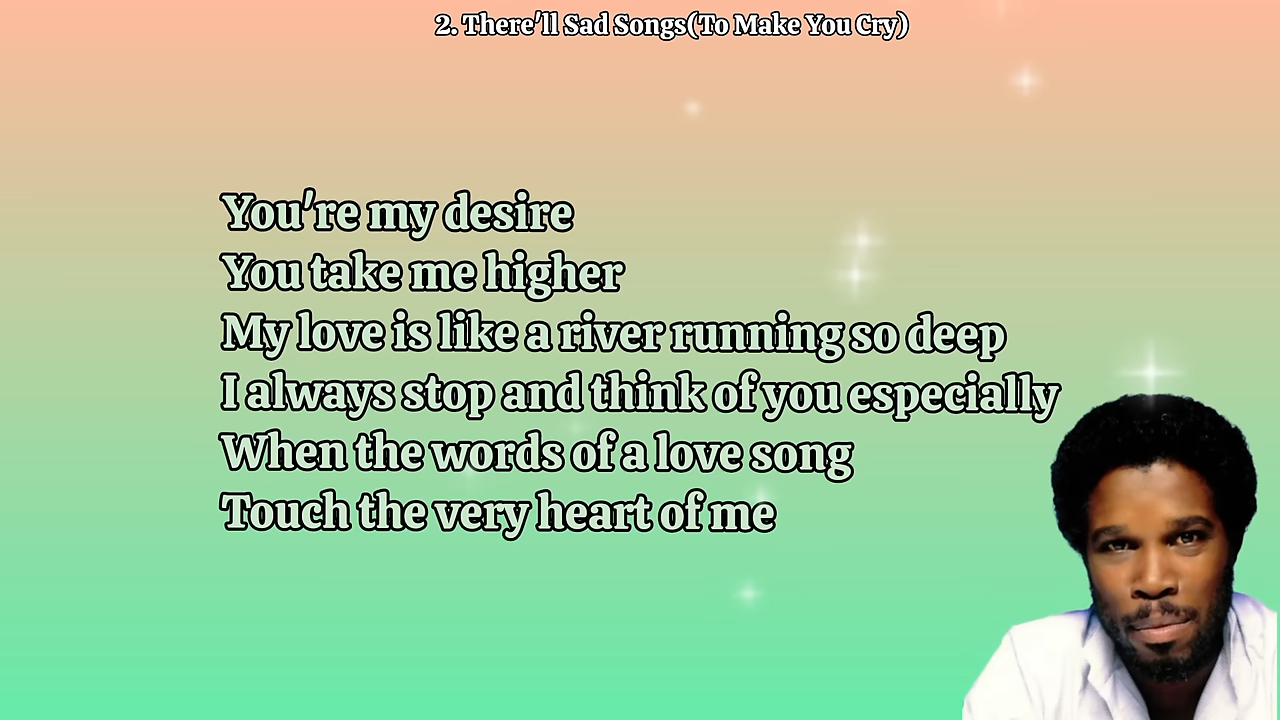 2. There'll Sad Songs(To Make You Cry)
You're my desire
You take me higher
My love is like a river running so deep
I always stop and think of you especially
When the words of a love song
Touch the very heart of me